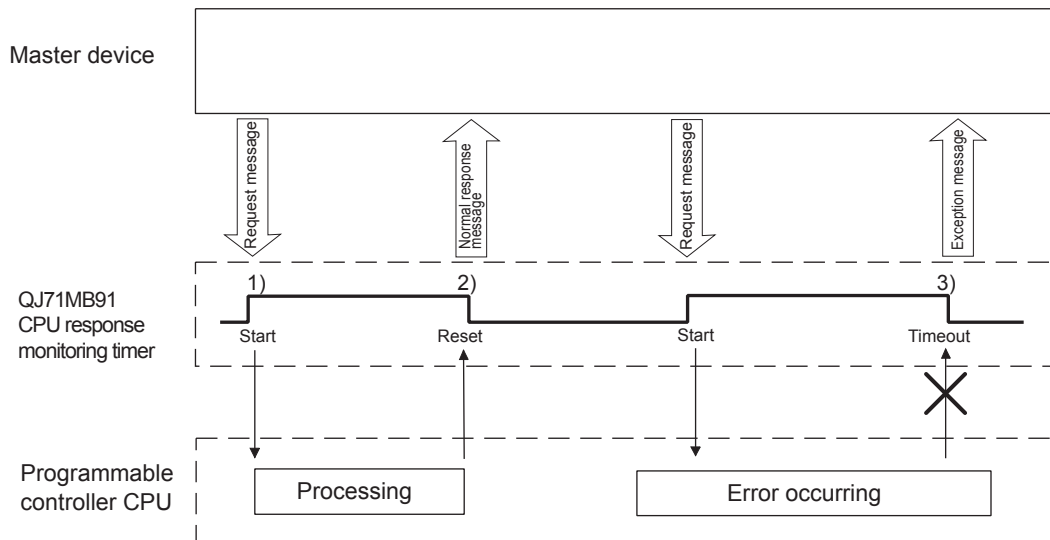 Master device
Request message
Normal response
message
Request message
Exception message
QJ71MB91
CPU response
monitoring timer
1)
2)
3)
Start
Reset
Start
Timeout
Programmable
controller CPU
Processing
Error occurring